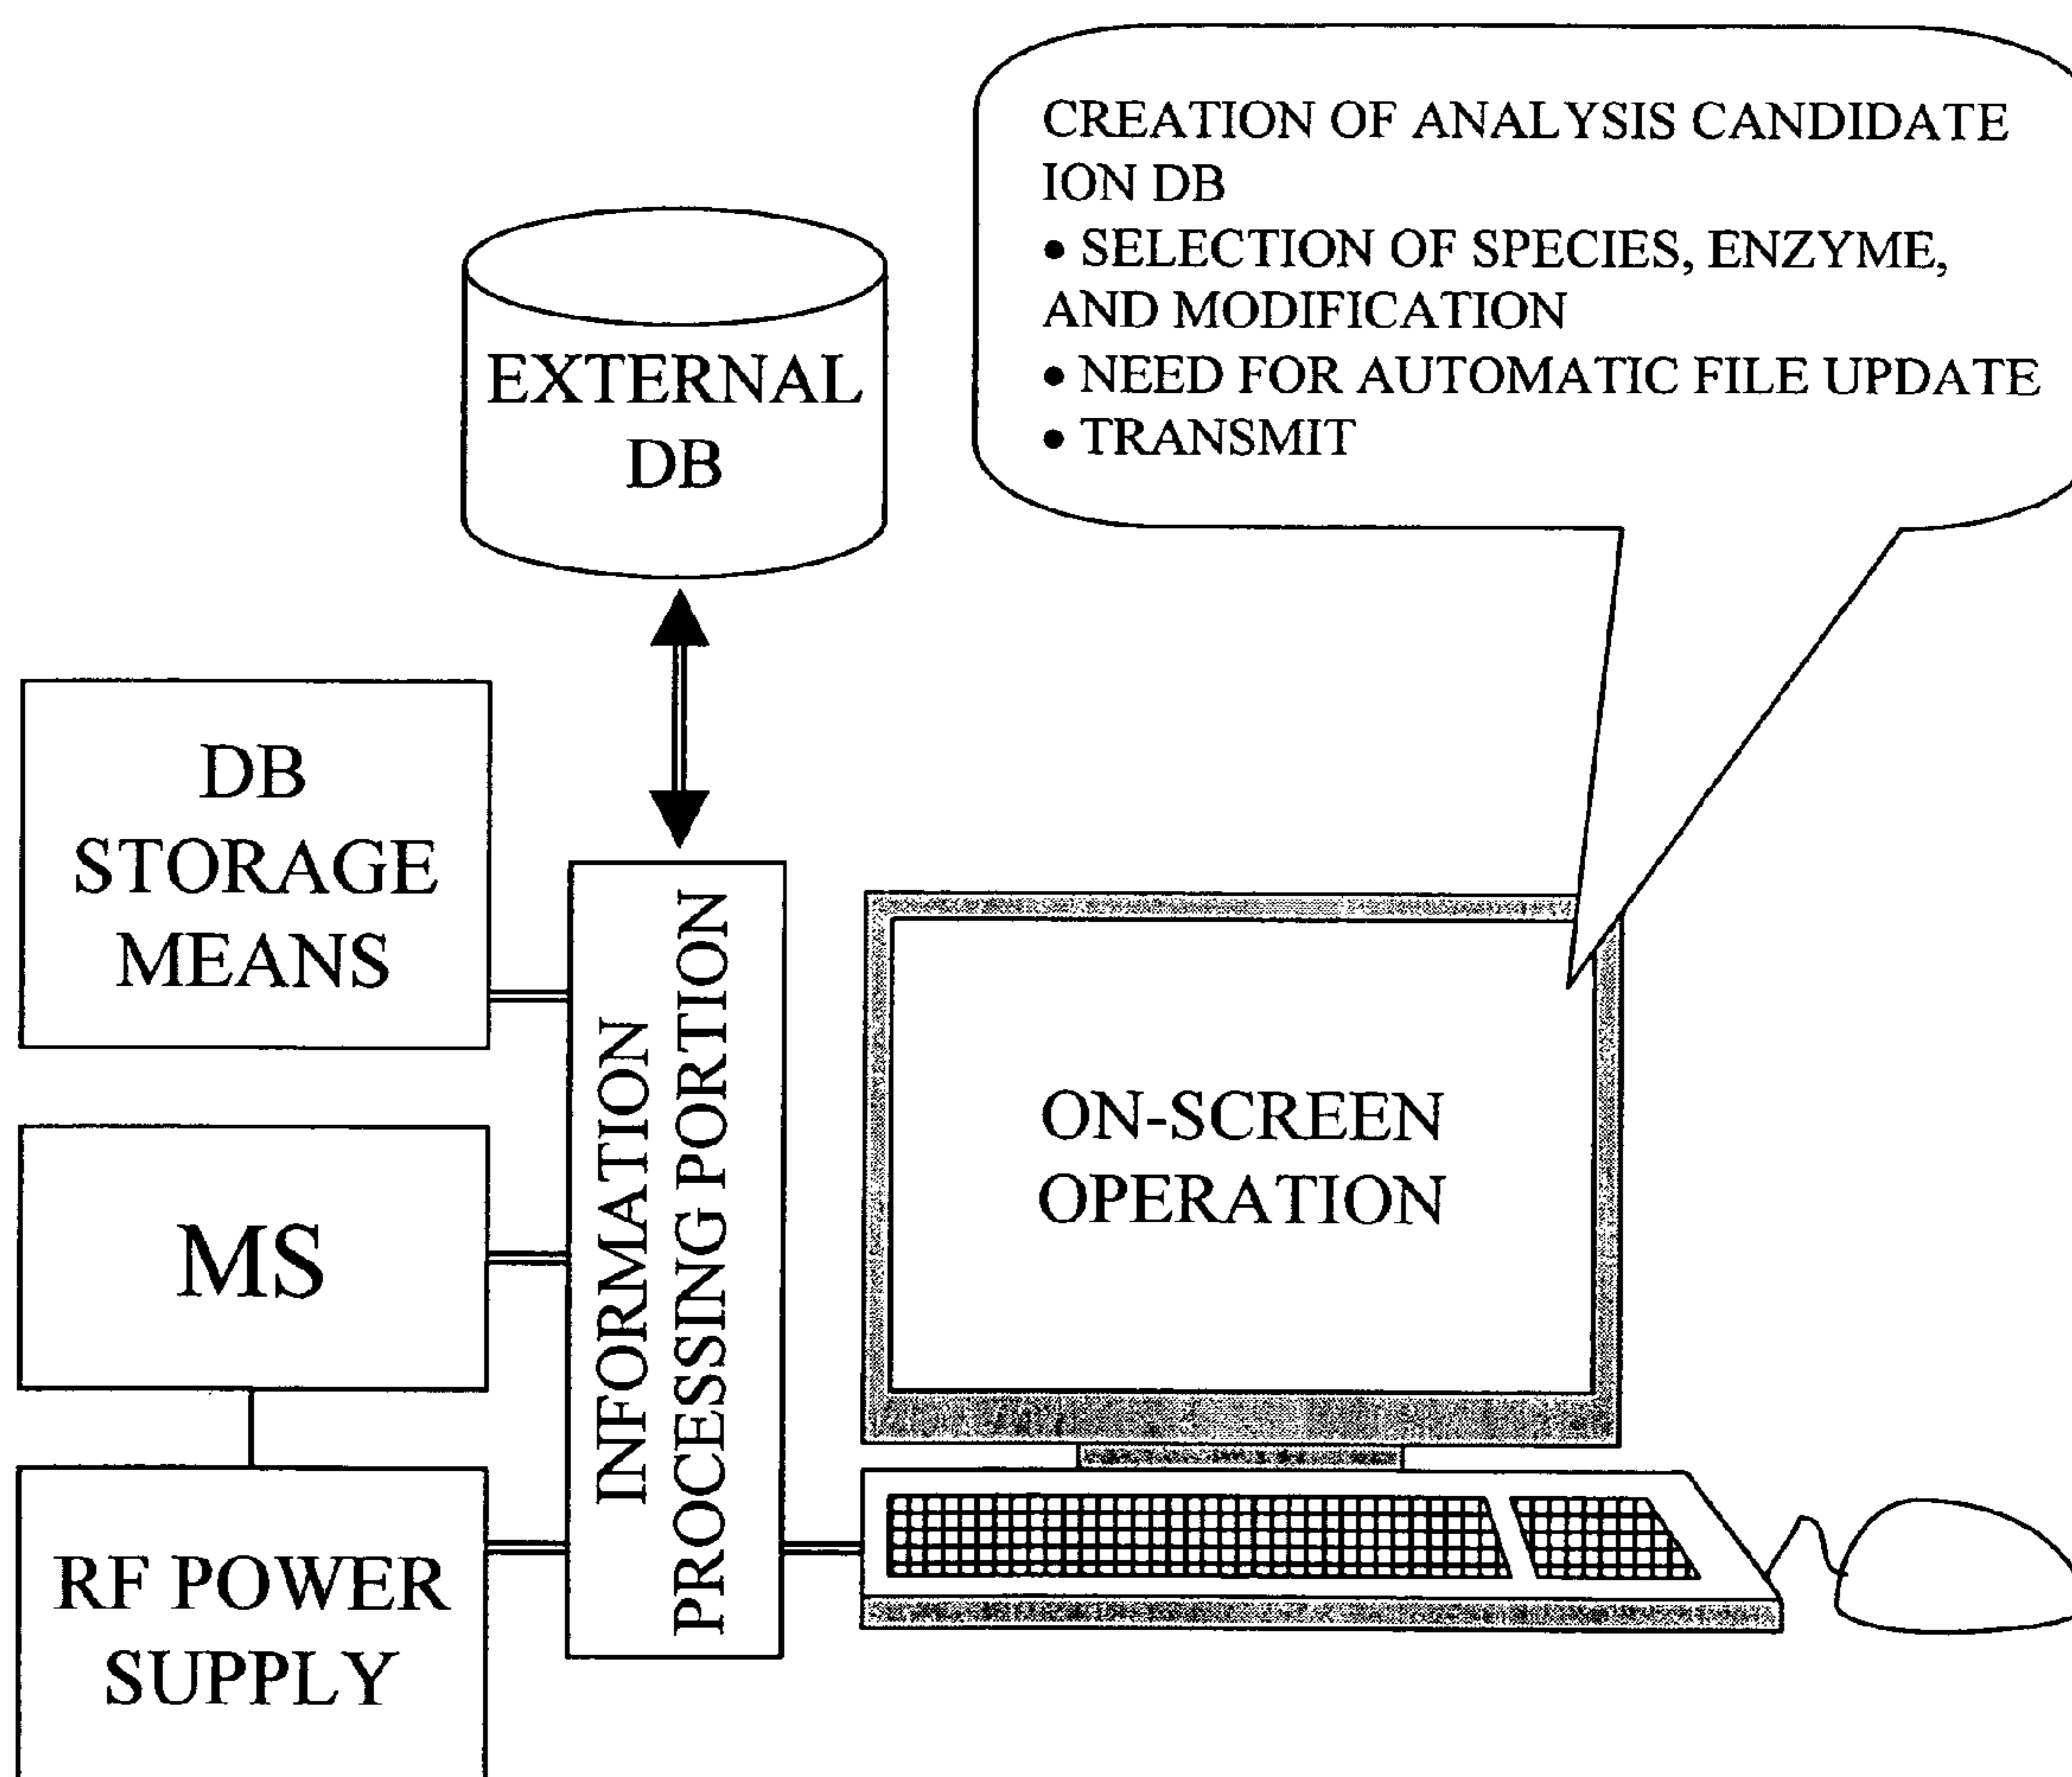 CREATION OF ANALYSIS CANDIDATE
ION DB
• SELECTION OF SPECIES, ENZYME,
AND MODIFICATION
• NEED FOR AUTOMATIC FILE UPDATE
• TRANSMIT
EXTERNAL
DB
DB
STORAGE
MEANS
MS
RF POWER
SUPPLY
INFORMATION
PROCESSING PORTION
ON-SCREEN
OPERATION